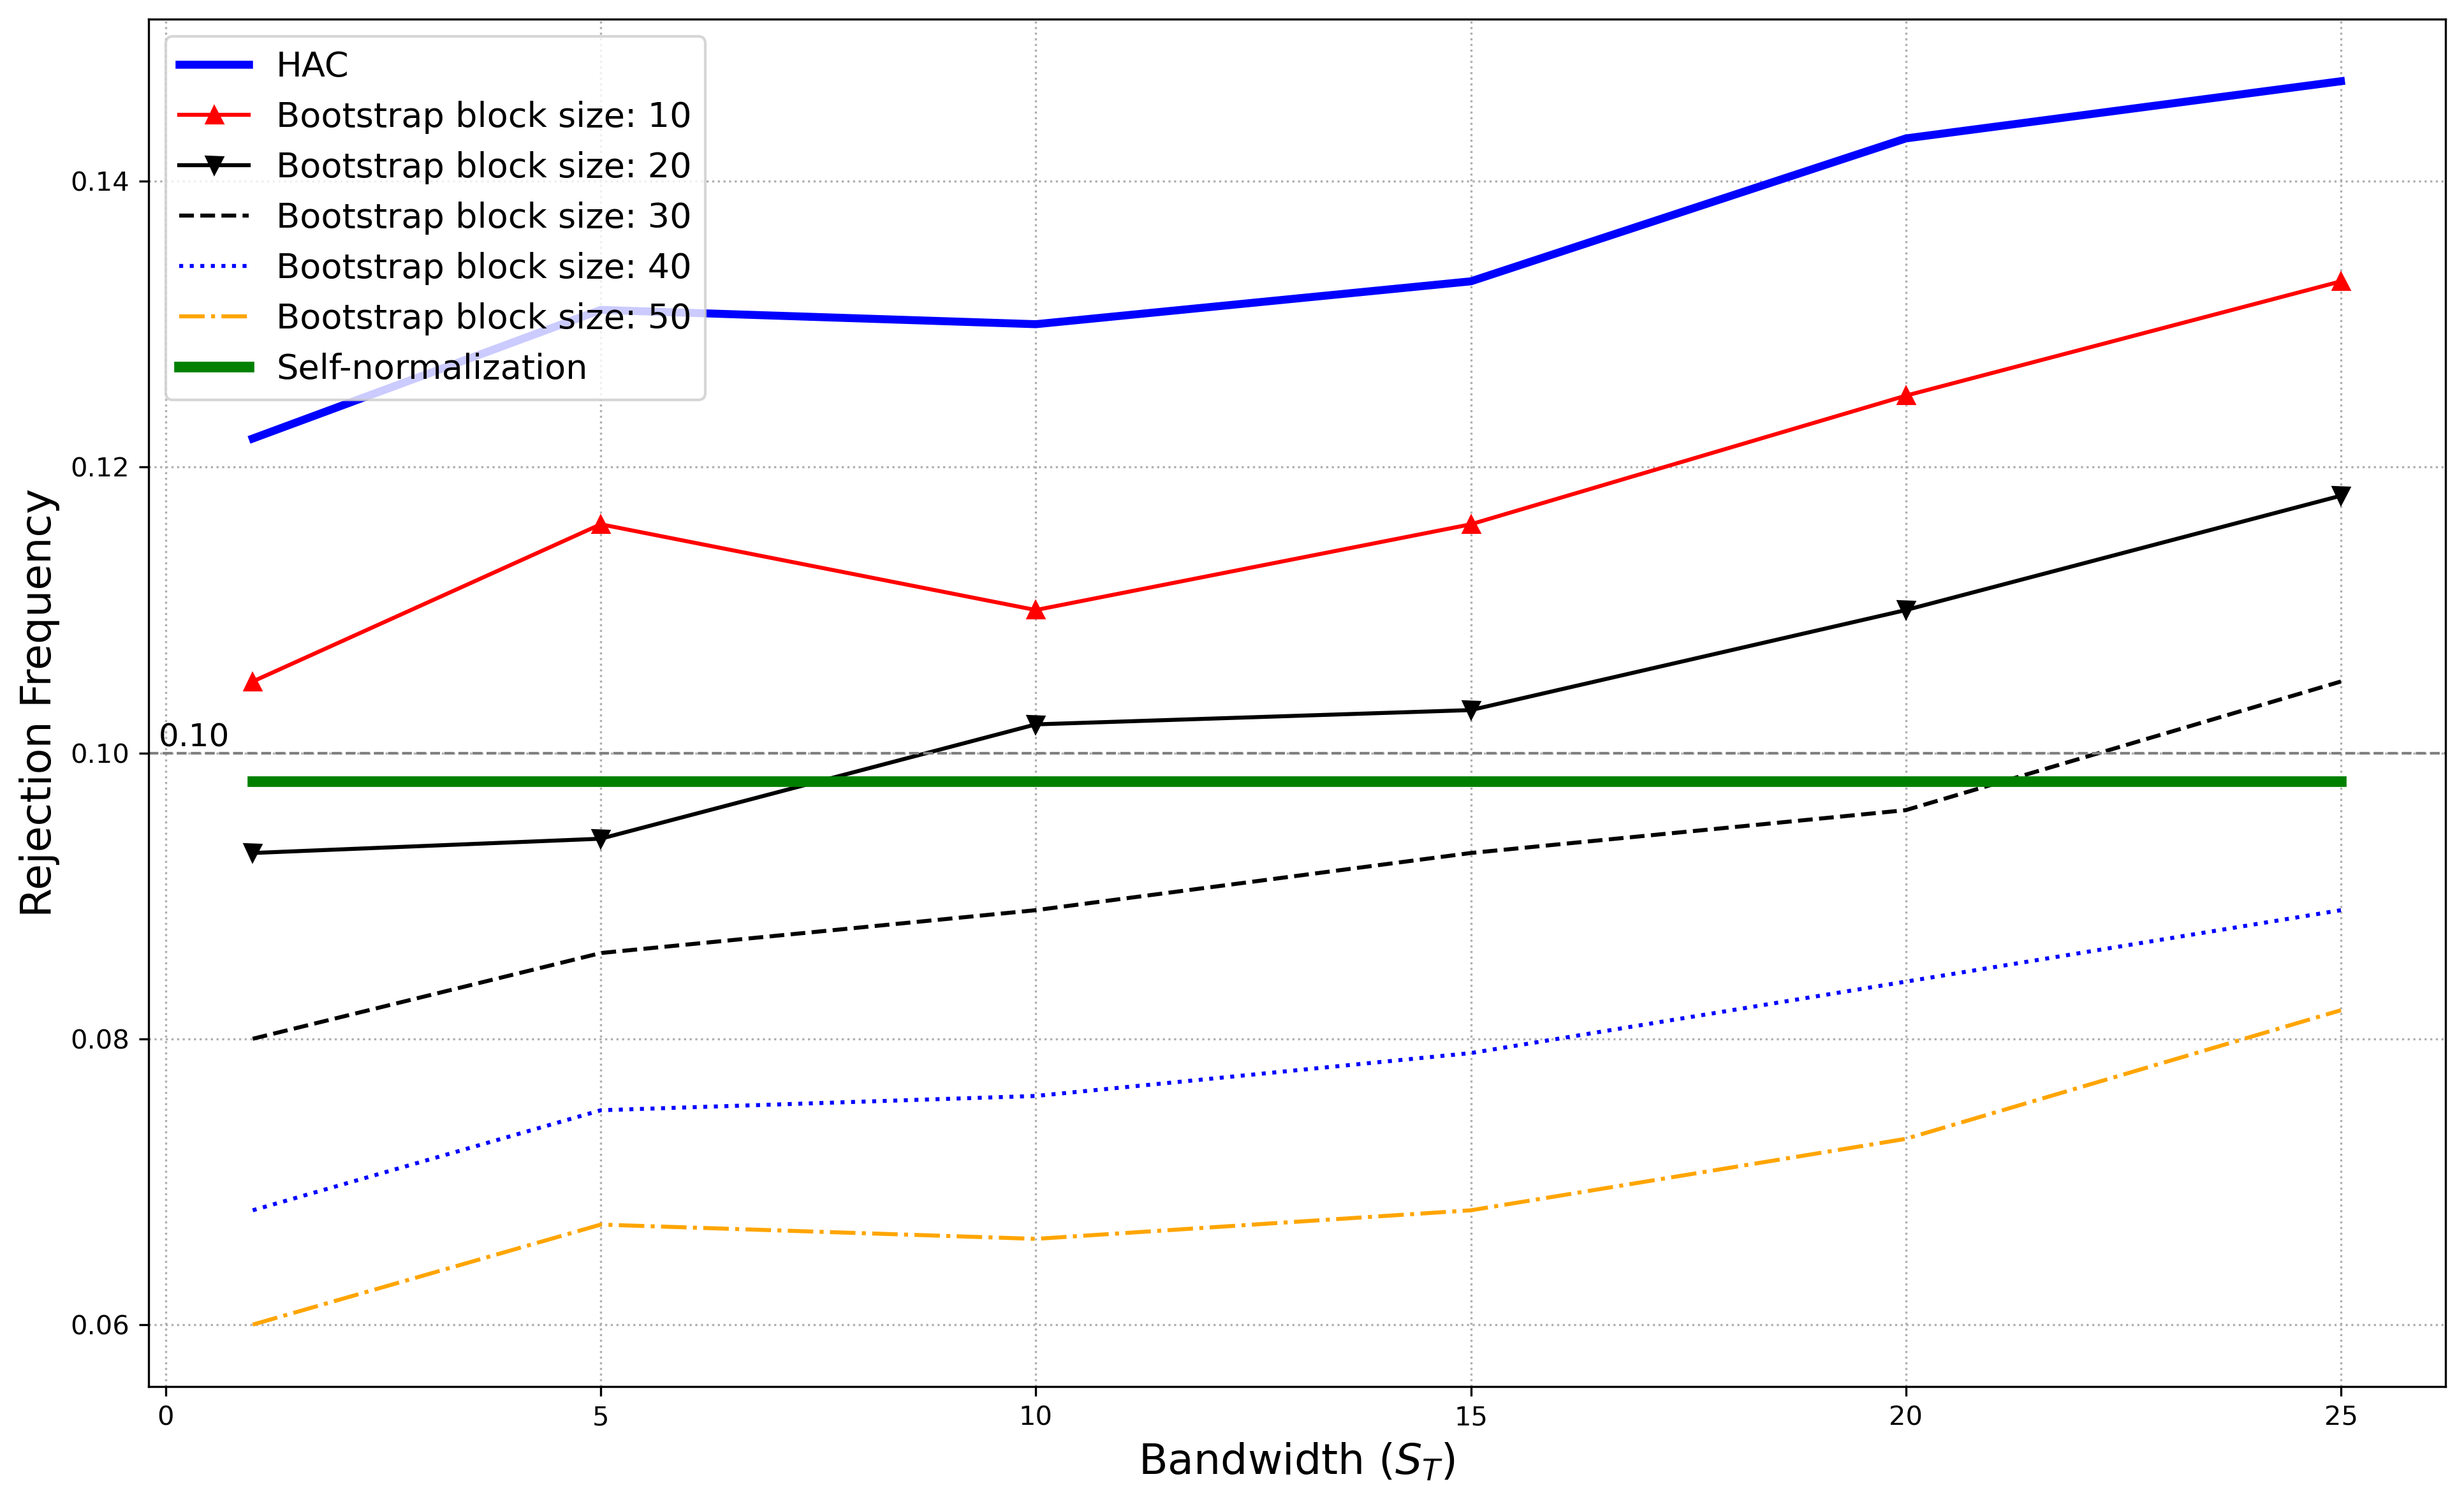 HAC
Bootstrap block size: 10
Bootstrap block size: 20
Bootstrap block size: 30
Bootstrap block size: 40
Bootstrap block size: 50
Self-normalization
0.14
0.12
0.10
0.10
0.08
0.06
Rejection Frequency
0 5 10 15 20 25
Bandwidth (S_T)